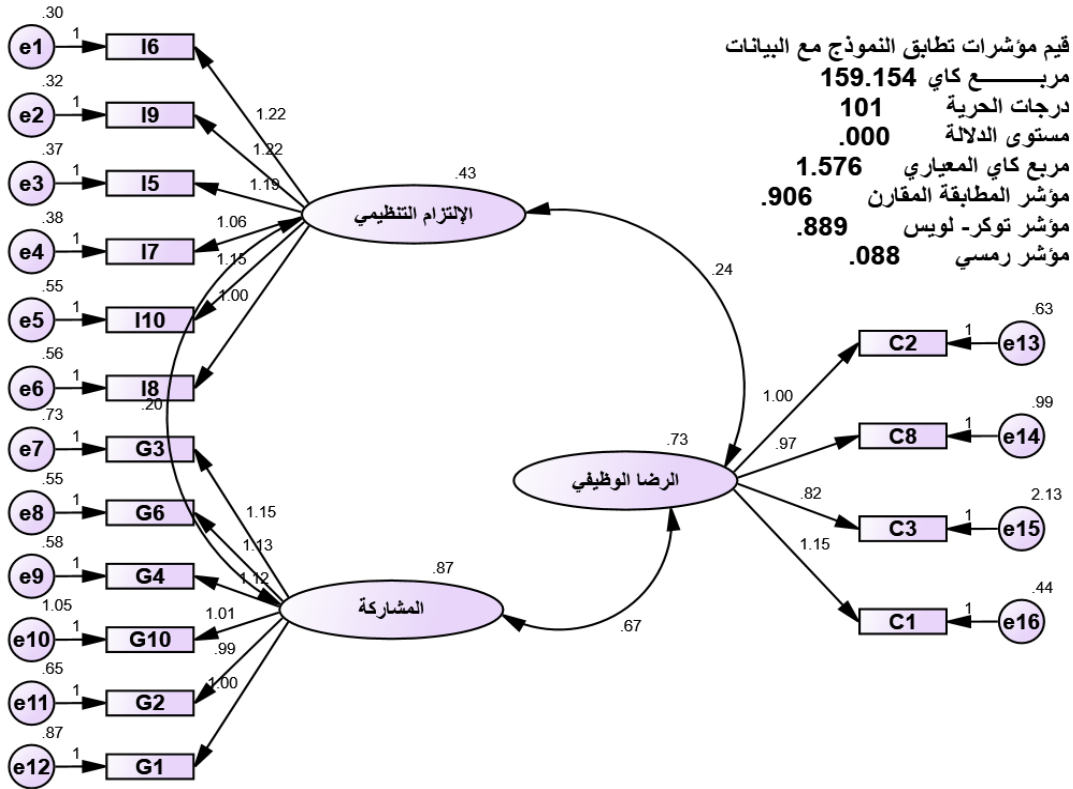 قيم مؤشرات تطابق النموذج مع البيانات
مربـــــــع كاي 159.154
درجات الحرية 101
مستوى الدلالة .000
مربع كاي المعياري 1.576
مؤشر المطابقة المقارن .906
مؤشر توكر- لويس .889
مؤشر رمسي .088
.30
e1 1 I6
.32
e2 1 I9
.37
e3 1 I5
.38
e4 1 I7
.55
e5 1 I10
.56
e6 1 I8
.73
e7 1 G3
.55
e8 1 G6
.58
e9 1 G4
1.05
e10 1 G10
.65
e11 1 G2
.87
e12 1 G1
1.22
1.22
1.19
1.06
1.15
1.00
.20
1.15
1.13
1.12
1.01
.99
1.00
.43
الإلتزام التنظيمي
.24
.73
الرضا الوظيفي
.87
المشاركة
.67
1.00
.97
.82
1.15
.63
C2 1 e13
.99
C8 1 e14
2.13
C3 1 e15
.44
C1 1 e16